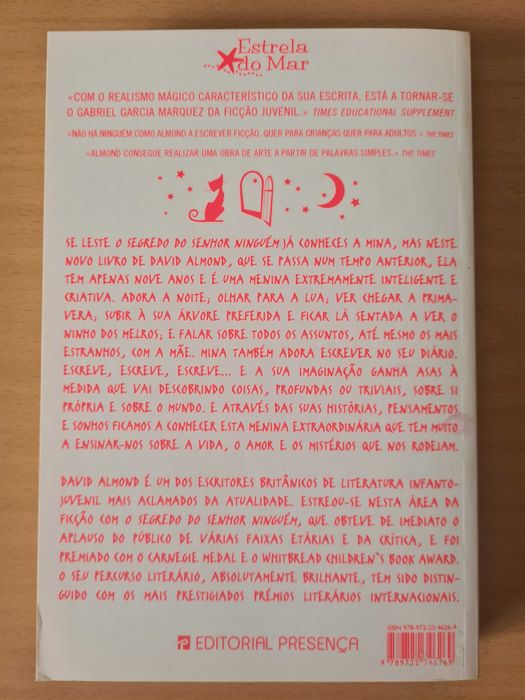 Estrela
do Mar
«COM O REALISMO MÁGICO CARACTERÍSTICO DA SUA ESCRITA, ESTÁ A TORNAR-SE
O GABRIEL GARCIA MARQUEZ DA FICÇÃO JUVENIL.» TIMES EDUCATIONAL SUPPLEMENT
«NÃO HÁ NINGUÉM COMO ALMOND A ESCREVER FICÇÃO, QUER PARA CRIANÇAS QUER PARA ADULTOS.» THE TIMES
«ALMOND CONSEGUE REALIZAR UMA OBRA DE ARTE A PARTIR DE PALAVRAS SIMPLES.» THE TIMES
SE LESTE O SEGREDO DO SENHOR NINGUÉM JÁ CONHECES A MINA, MAS NESTE
NOVO LIVRO DE DAVID ALMOND, QUE SE PASSA NUM TEMPO ANTERIOR, ELA
TEM APENAS NOVE ANOS E É UMA MENINA EXTREMAMENTE INTELIGENTE E
CRIATIVA. ADORA A NOITE; OLHAR PARA A LUA; VER CHEGAR A PRIMA-
VERA; SUBIR À SUA ÁRVORE PREFERIDA E FICAR LÁ SENTADA A VER O
NINHO DOS MELROS; E FALAR SOBRE TODOS OS ASSUNTOS, ATÉ MESMO OS MAIS
ESTRANHOS, COM A MÃE. MINA TAMBÉM ADORA ESCREVER NO SEU DIÁRIO.
ESCREVE, ESCREVE, ESCREVE... E A SUA IMAGINAÇÃO GANHA ASAS À
MEDIDA QUE VAI DESCOBRINDO COISAS, PROFUNDAS OU TRIVIAIS, SOBRE SI
PRÓPRIA E SOBRE O MUNDO. E ATRAVÉS DAS SUAS HISTÓRIAS, PENSAMENTOS
E SONHOS FICAMOS A CONHECER ESTA MENINA EXTRAORDINÁRIA QUE TEM MUITO
A ENSINAR-NOS SOBRE A VIDA, O AMOR E OS MISTÉRIOS QUE NOS RODEIAM.
DAVID ALMOND É UM DOS ESCRITORES BRITÂNICOS DE LITERATURA INFANTO-
JUVENIL MAIS ACLAMADOS DA ATUALIDADE. ESTREOU-SE NESTA ÁREA DA
FICÇÃO COM O SEGREDO DO SENHOR NINGUÉM, QUE OBTEVE DE IMEDIATO O
APLAUSO DO PÚBLICO DE VÁRIAS FAIXAS ETÁRIAS E DA CRÍTICA, E FOI
PREMIADO COM O CARNEGIE MEDAL E O WHITBREAD CHILDREN'S BOOK AWARD.
O SEU PERCURSO LITERÁRIO, ABSOLUTAMENTE BRILHANTE, TEM SIDO DISTIN-
GUIDO COM OS MAIS PRESTIGIADOS PRÉMIOS LITERÁRIOS INTERNACIONAIS.
EDITORIAL PRESENÇA
ISBN 978-972-23-4626-9